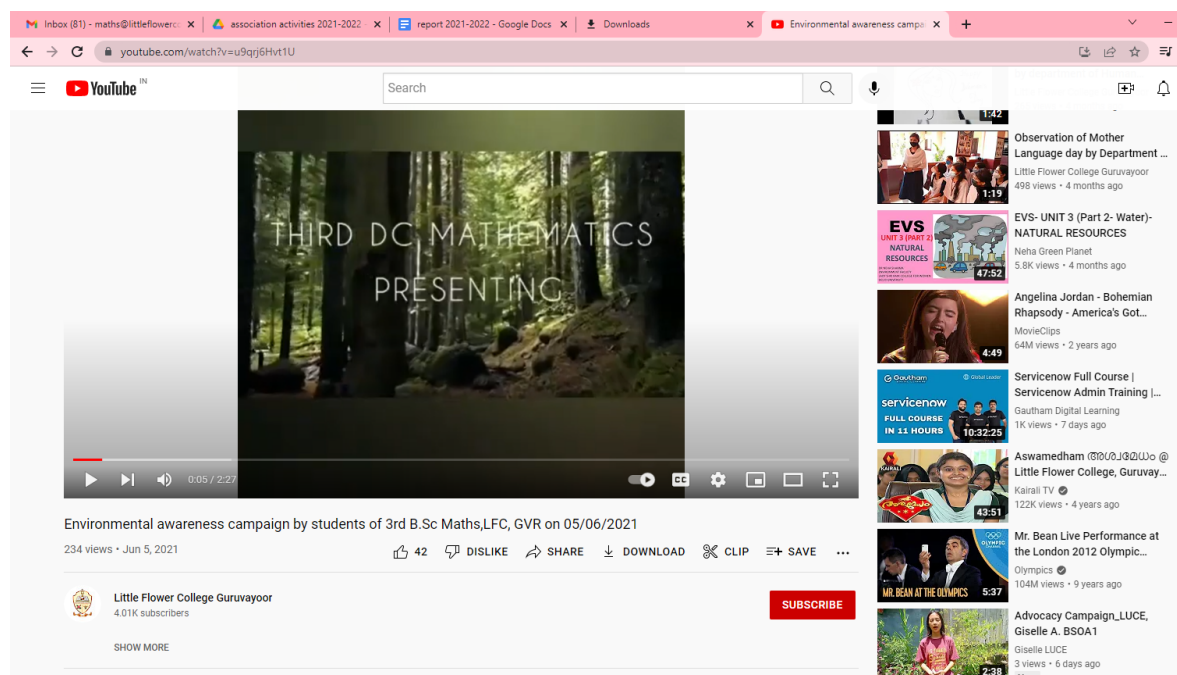 Inbox (81) - maths@littleflowerc
association activities 2021-2022
report 2021-2022 - Google Docs
Downloads
Environmental awareness campa
youtube.com/watch?v=u9qrj6Hvt1U
YouTube IN
Search
THIRD DC MATHEMATICS
PRESENTING
0:05 / 2:27
CC
Environmental awareness campaign by students of 3rd B.Sc Maths,LFC, GVR on 05/06/2021
234 views • Jun 5, 2021
42 DISLIKE SHARE DOWNLOAD CLIP SAVE ...
Little Flower College Guruvayoor
4.01K subscribers
SUBSCRIBE
SHOW MORE
1:42
1:19
Observation of Mother
Language day by Department ...
Little Flower College Guruvayoor
498 views • 4 months ago
EVS
UNIT 3 (PART 2)
NATURAL
RESOURCES
47:52
EVS- UNIT 3 (Part 2- Water)-
NATURAL RESOURCES
Neha Green Planet
5.8K views • 4 months ago
4:49
Angelina Jordan - Bohemian
Rhapsody - America's Got...
MovieClips
64M views • 2 years ago
Gautham Digital Learning
Global Leader
servicenow
FULL COURSE
IN 11 HOURS
10:32:25
Servicenow Full Course |
Servicenow Admin Training |...
Gautham Digital Learning
1K views • 7 days ago
KAIRALI
43:51
Aswamedham അശ്വമേധം @
Little Flower College, Guruvay...
Kairali TV
122K views • 4 years ago
OLYMPIC
CHANNEL
MR. BEAN AT THE OLYMPICS
5:37
Mr. Bean Live Performance at
the London 2012 Olympic...
Olympics
104M views • 9 years ago
2:38
Advocacy Campaign_LUCE,
Giselle A. BSOA1
Giselle LUCE
3 views • 6 days ago